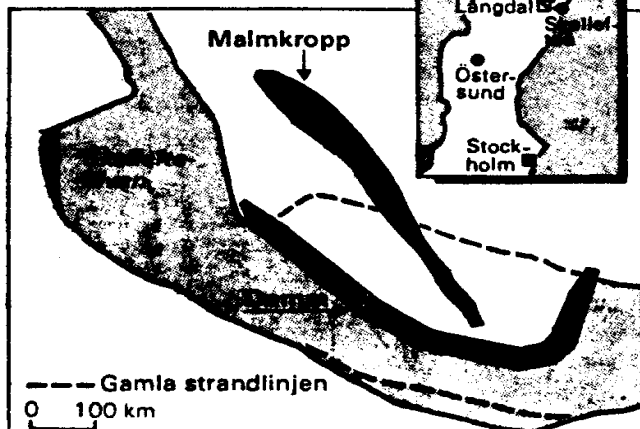 Långdal
Skellef-
Malmkropp
Öster-
sund
Stock-
holm
Gamla strandlinjen
0 100 km